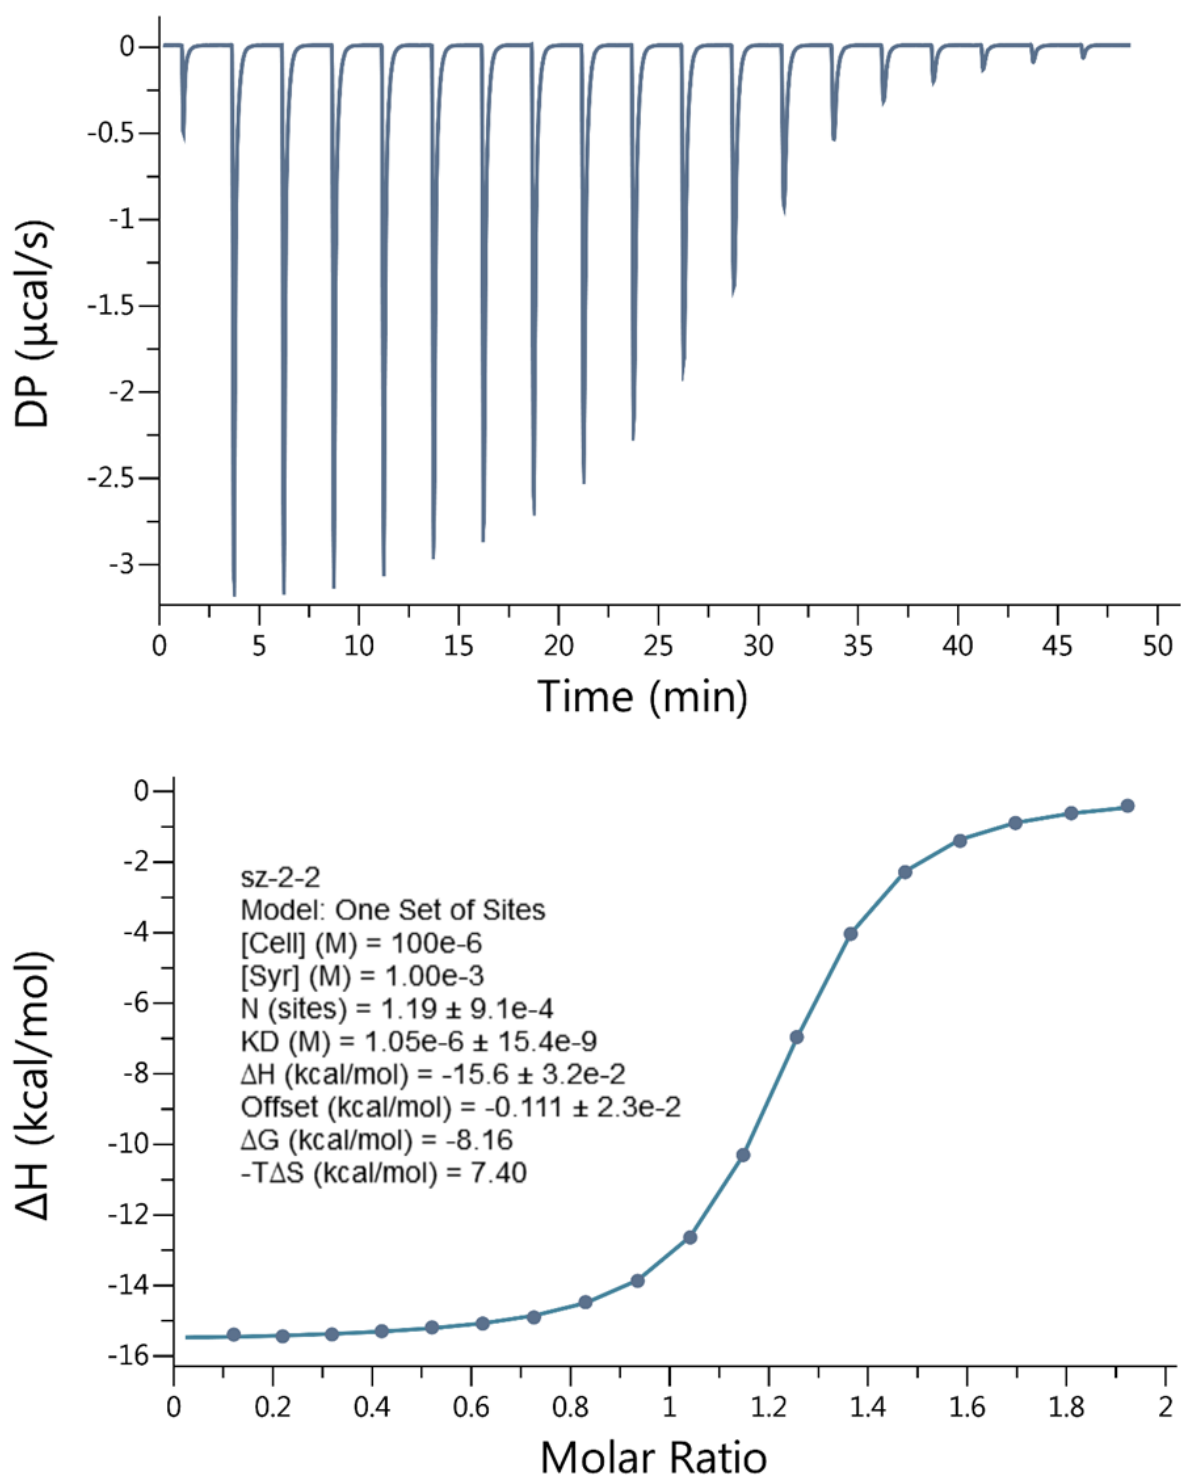 0
-0.5
-1
-1.5
-2
-2.5
-3
DP (µcal/s)
0 5 10 15 20 25 30 35 40 45 50
Time (min)
0
-2
-4
-6
-8
-10
-12
-14
-16
ΔH (kcal/mol)
sz-2-2
Model: One Set of Sites
[Cell] (M) = 100e-6
[Syr] (M) = 1.00e-3
N (sites) = 1.19 ± 9.1e-4
KD (M) = 1.05e-6 ± 15.4e-9
ΔH (kcal/mol) = -15.6 ± 3.2e-2
Offset (kcal/mol) = -0.111 ± 2.3e-2
ΔG (kcal/mol) = -8.16
-TΔS (kcal/mol) = 7.40
0 0.2 0.4 0.6 0.8 1 1.2 1.4 1.6 1.8 2
Molar Ratio